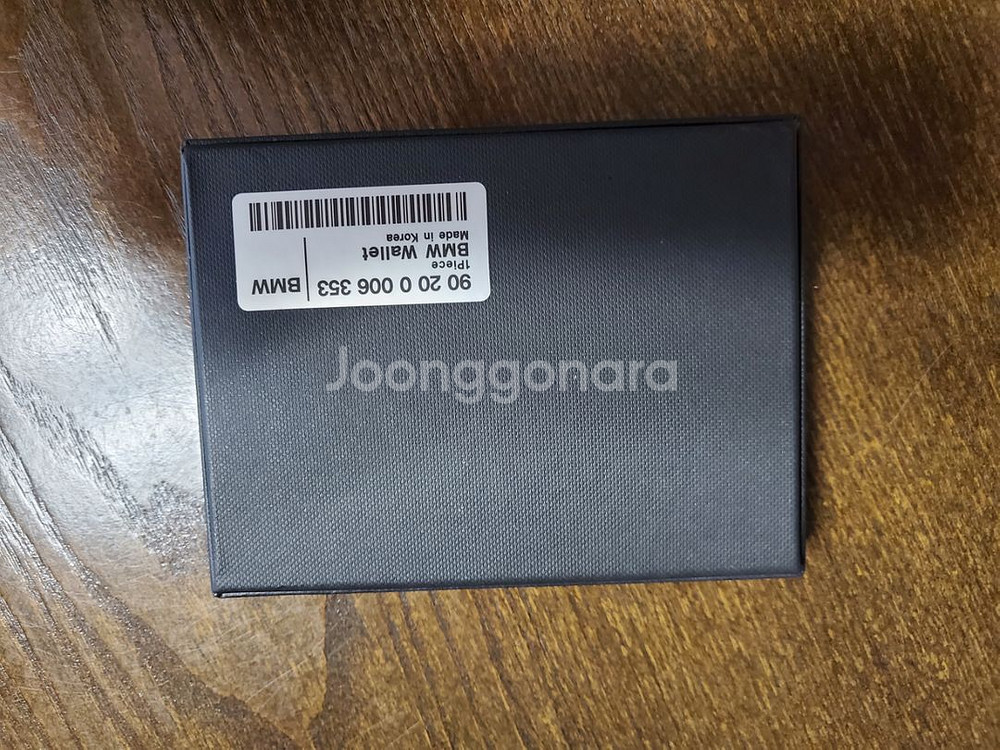 90 20 0 006 353
1Piece
BMW Wallet
Made in Korea
BMW
Joonggonara